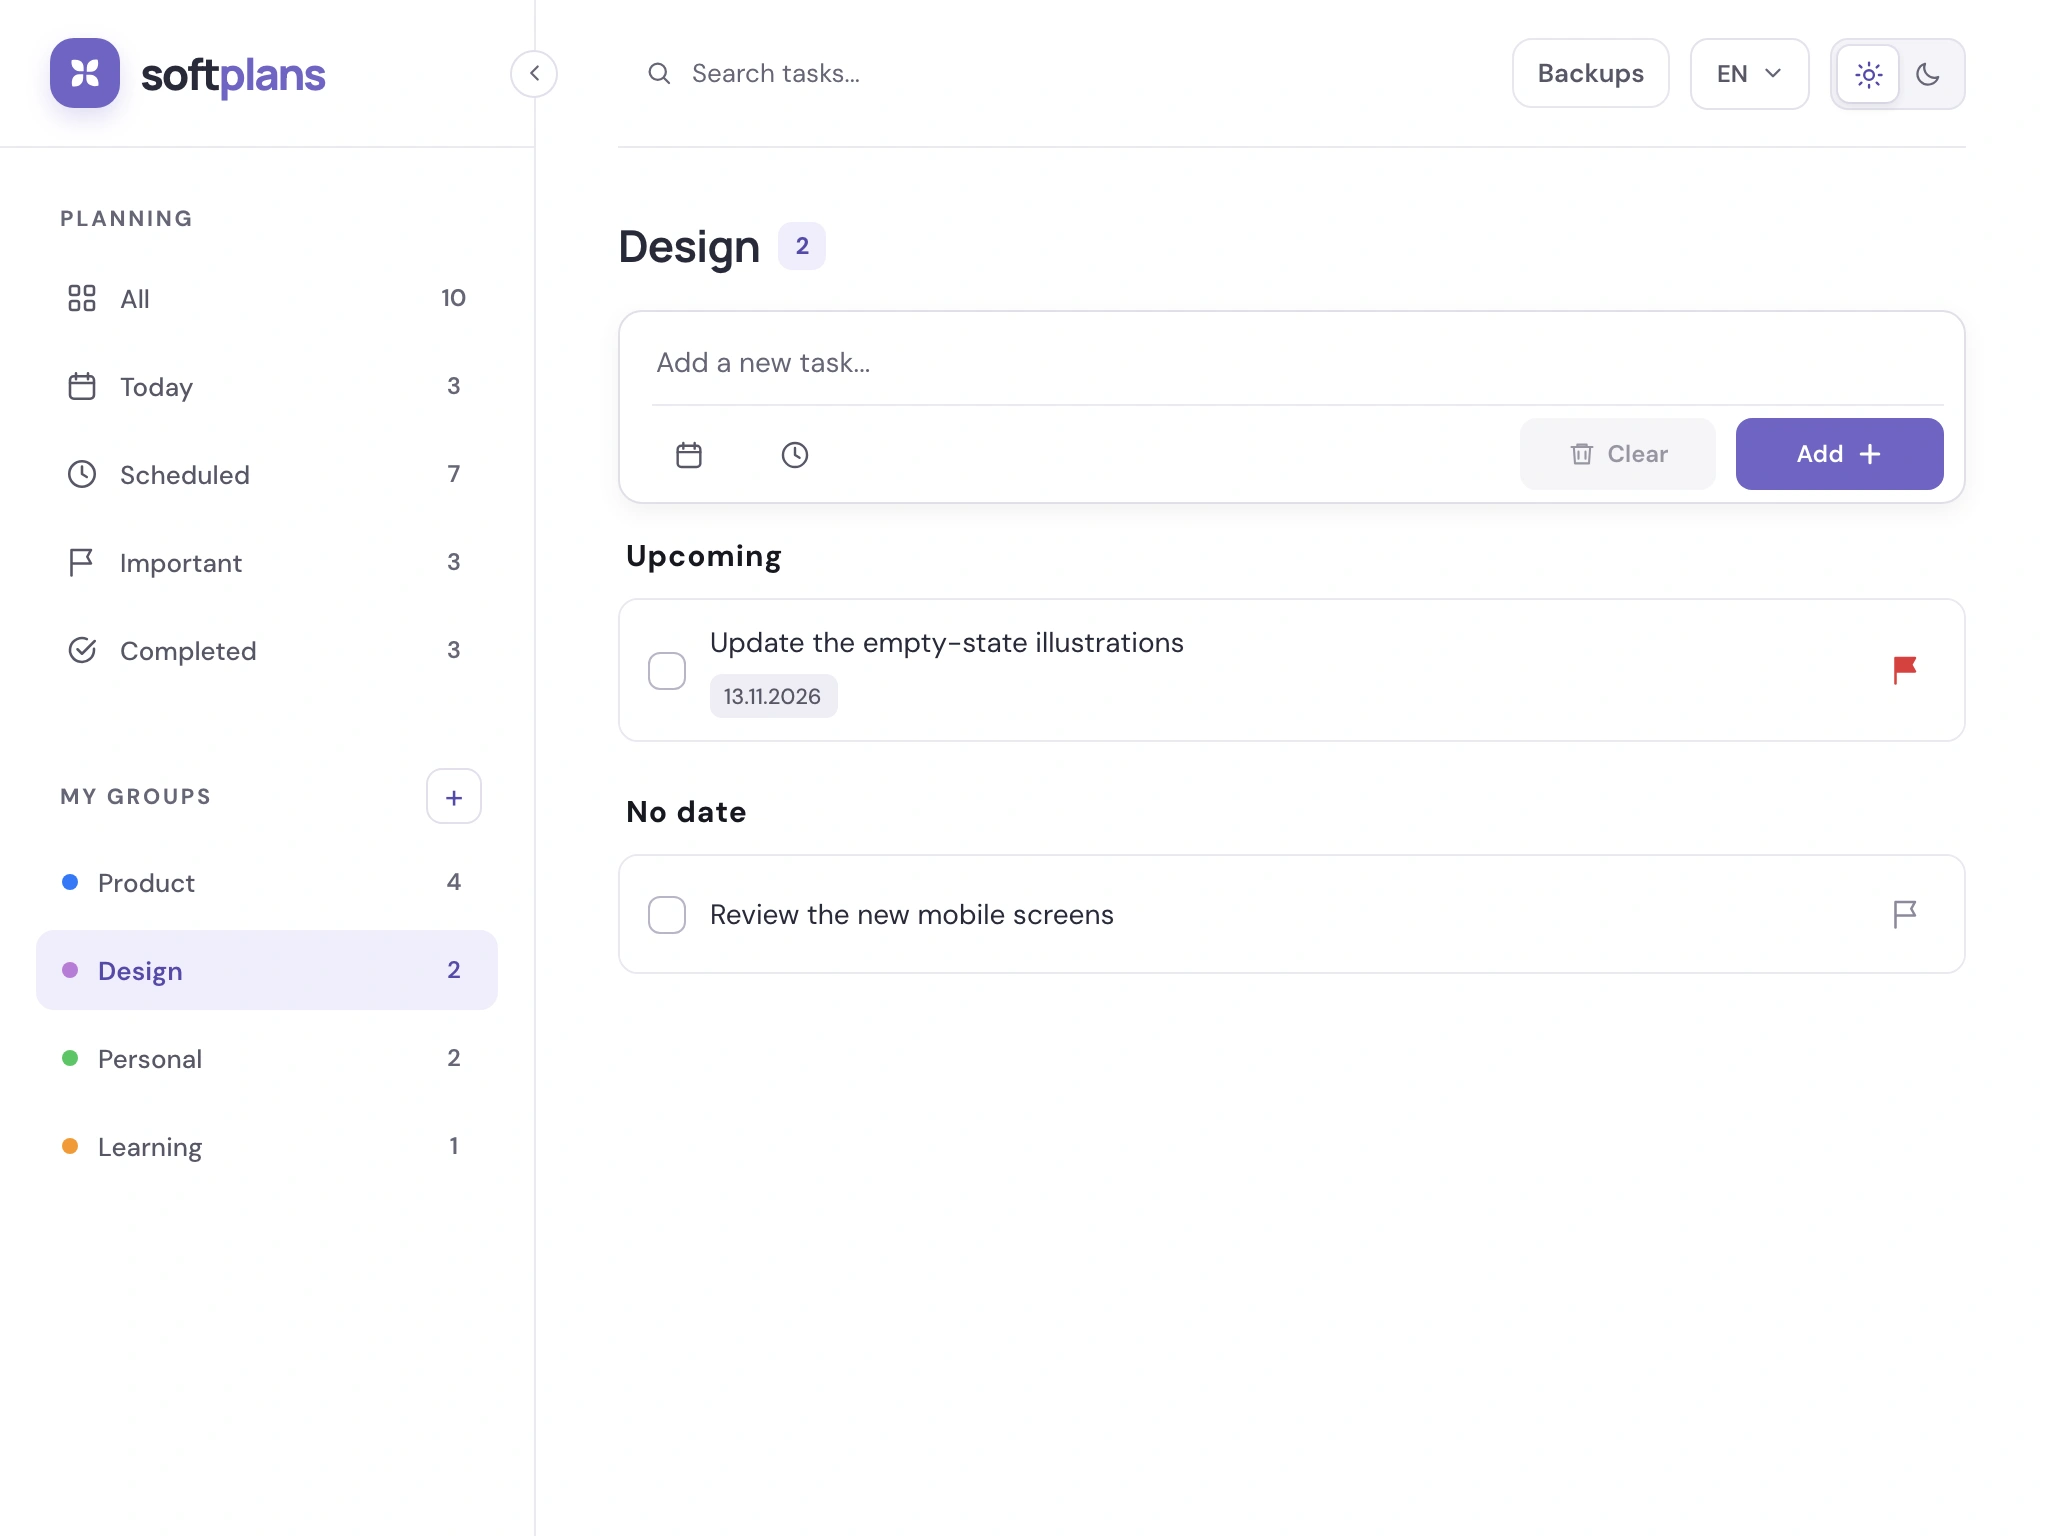 softplans
Search tasks...
Backups
EN
PLANNING
All 10
Today 3
Scheduled 7
Important 3
Completed 3
MY GROUPS
Product 4
Design 2
Personal 2
Learning 1
Design 2
Add a new task...
Clear
Add
Upcoming
Update the empty-state illustrations
13.11.2026
No date
Review the new mobile screens